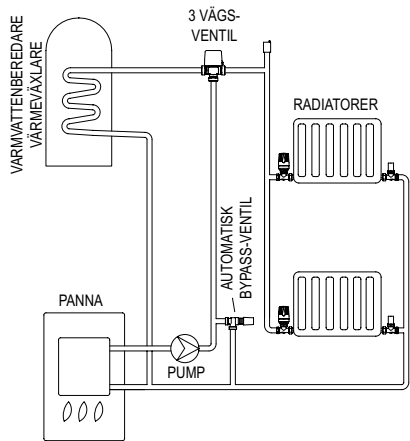 3 VÄGS-
VENTIL
VARMVATTENBEREDARE
VÄRMEVÄXLARE
RADIATORER
AUTOMATISK
BYPASS-VENTIL
PANNA
PUMP